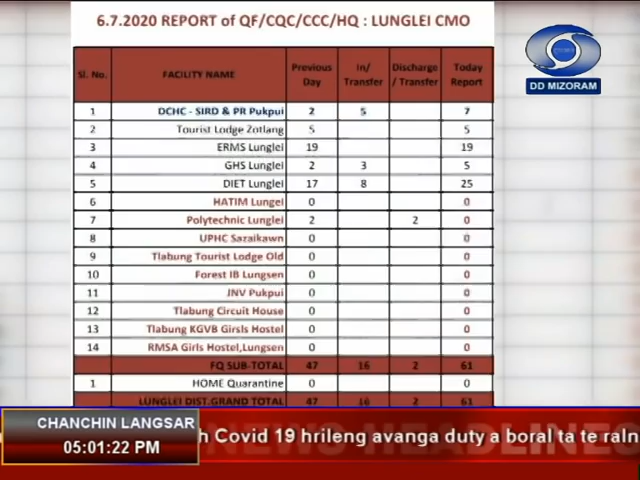 6.7.2020 REPORT of QF/CQC/CCC/HQ : LUNGLEI CMO
Sl. No. FACILITY NAME Previous Day In/ Transfer Discharge / Transfer Today Report
1 DCHC - SIRD & PR Pukpui 2 5 7
2 Tourist Lodge Zotlang 5 5
3 ERMS Lunglei 19 19
4 GHS Lunglei 2 3 5
5 DIET Lunglei 17 8 25
6 HATIM Lungel 0 0
7 Polytechnic Lunglei 2 2 0
8 UPHC Sazaikawn 0 0
9 Tlabung Tourist Lodge Old 0 0
10 Forest IB Lungsen 0 0
11 JNV Pukpui 0 0
12 Tlabung Circuit House 0 0
13 Tlabung KGVB Girsls Hostel 0 0
14 RMSA Girls Hostel,Lungsen 0 0
FQ SUB-TOTAL 47 16 2 61
1 HOME Quarantine 0 0
LUNGLEI DIST.GRAND TOTAL 47 16 2 61
DD MIZORAM
CHANCHIN LANGSAR
05:01:22 PM
h Covid 19 hrileng avanga duty a boral ta te raln
HEADLINES